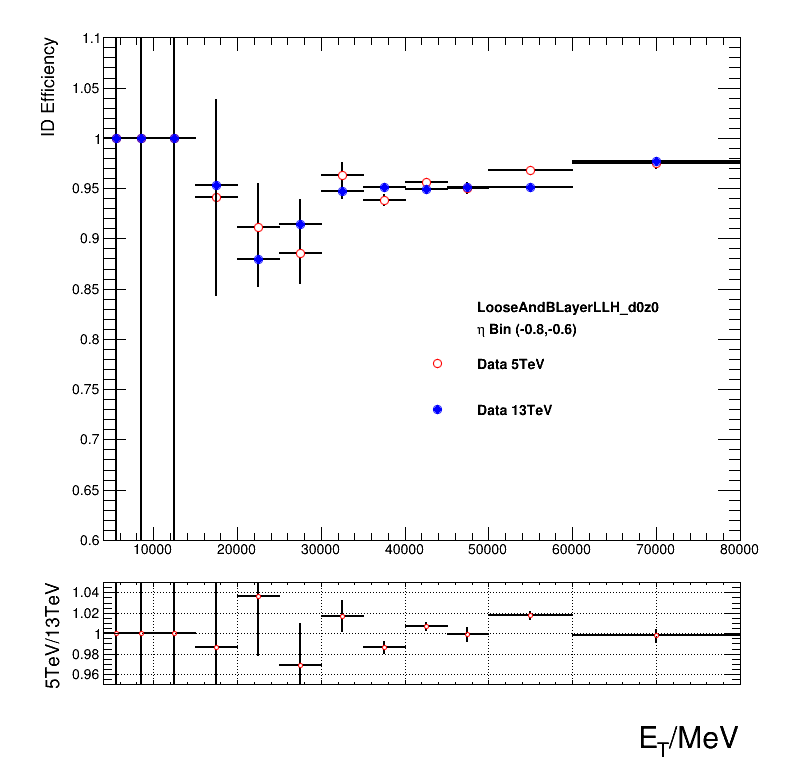 ID Efficiency
1.1
1.05
1
0.95
0.9
0.85
0.8
0.75
0.7
0.65
0.6
LooseAndBLayerLLH_d0z0
η Bin (-0.8,-0.6)
Data 5TeV
Data 13TeV
10000 20000 30000 40000 50000 60000 70000 80000
5TeV/13TeV
1.04
1.02
1
0.98
0.96
E_T/MeV